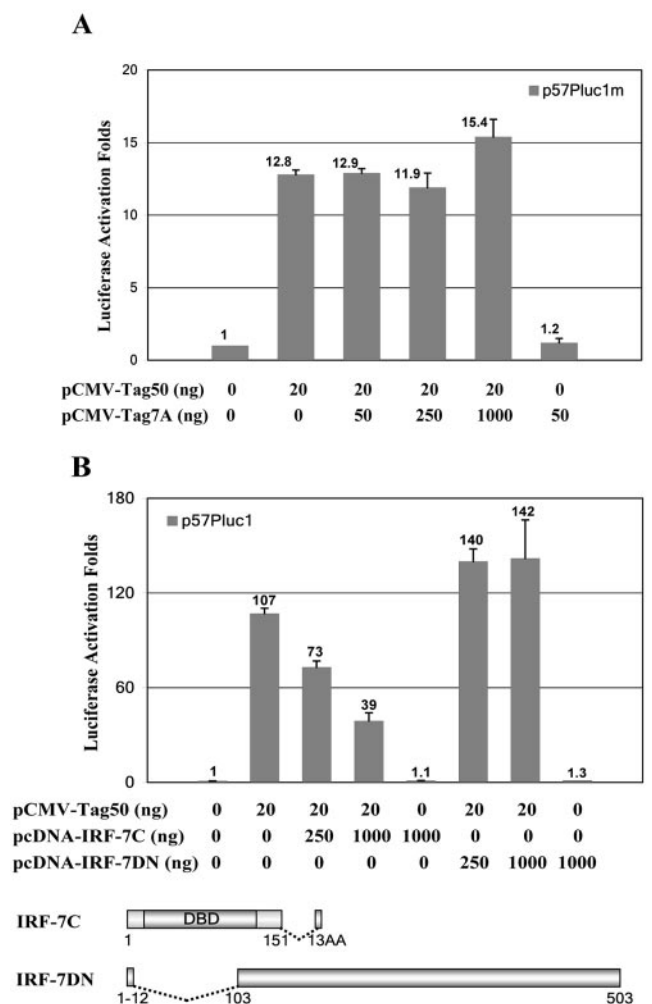 A
20
15
10
5
0
Luciferase Activation Folds
p57Pluc1m
1
12.8
12.9
11.9
15.4
1.2
pCMV-Tag50 (ng) 0 20 20 20 20 0
pCMV-Tag7A (ng) 0 0 50 250 1000 50
B
180
120
60
0
Luciferase Activation Folds
p57Pluc1
1
107
73
39
1.1
140
142
1.3
pCMV-Tag50 (ng) 0 20 20 20 0 20 20 0
pcDNA-IRF-7C (ng) 0 0 250 1000 1000 0 0 0
pcDNA-IRF-7DN (ng) 0 0 0 0 0 250 1000 1000
IRF-7C
DBD
1 151 13AA
IRF-7DN
1-12 103 503